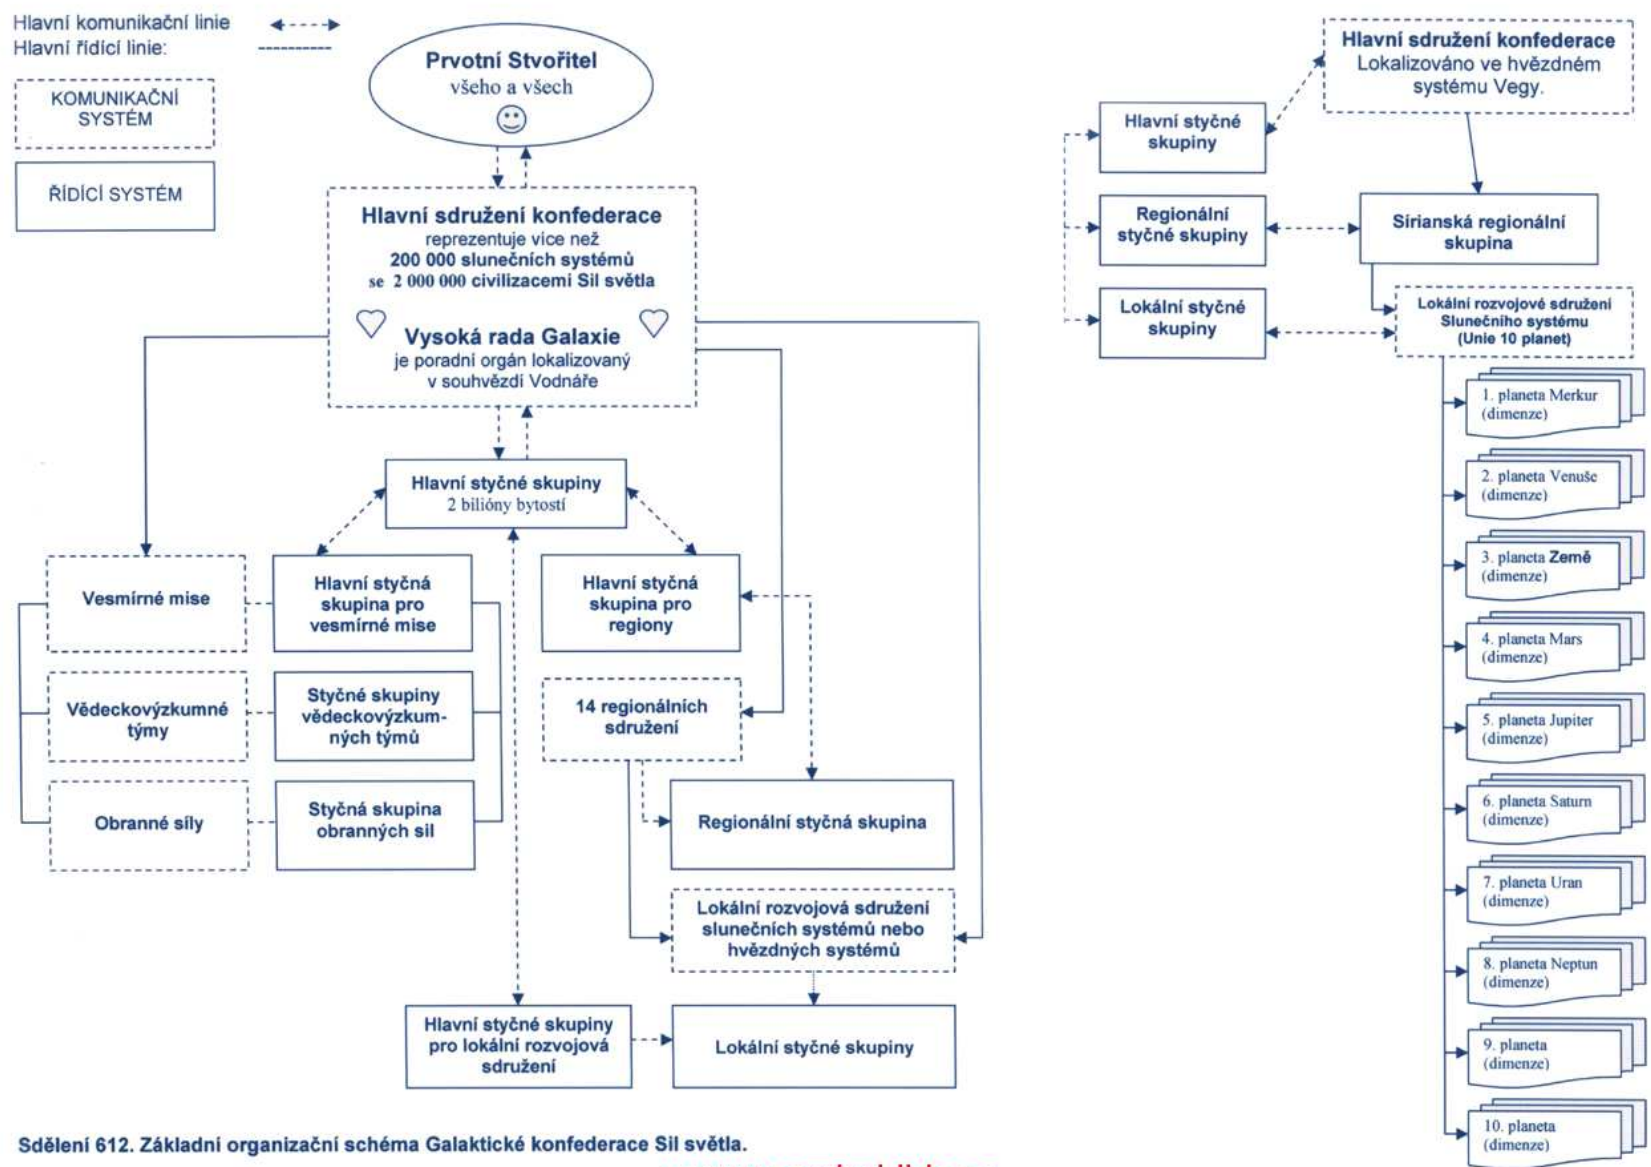 Hlavní komunikační linie
Hlavní řídící linie:
KOMUNIKAČNÍ
SYSTÉM
ŘÍDÍCÍ SYSTÉM
Prvotní Stvořitel
všeho a všech
Hlavní sdružení konfederace
reprezentuje více než
200 000 slunečních systémů
se 2 000 000 civilizacemi Sil světla
Vysoká rada Galaxie
je poradní orgán lokalizovaný
v souhvězdí Vodnáře
Hlavní styčné skupiny
2 bilióny bytostí
Vesmírné mise
Hlavní styčná
skupina pro
vesmírné mise
Hlavní styčná
skupina pro
regiony
Vědeckovýzkumné
týmy
Styčné skupiny
vědeckovýzkum-
ných týmů
14 regionálních
sdružení
Obranné síly
Styčná skupina
obranných sil
Regionální styčná skupina
Lokální rozvojová sdružení
slunečních systémů nebo
hvězdných systémů
Hlavní styčné skupiny
pro lokální rozvojová
sdružení
Lokální styčné skupiny
Sdělení 612. Základní organizační schéma Galaktické konfederace Sil světla.
Hlavní sdružení konfederace
Lokalizováno ve hvězdném
systému Vegy.
Hlavní styčné
skupiny
Regionální
styčné skupiny
Sírianská regionální
skupina
Lokální styčné
skupiny
Lokální rozvojové sdružení
Slunečního systému
(Unie 10 planet)
1. planeta Merkur
(dimenze)
2. planeta Venuše
(dimenze)
3. planeta Země
(dimenze)
4. planeta Mars
(dimenze)
5. planeta Jupiter
(dimenze)
6. planeta Saturn
(dimenze)
7. planeta Uran
(dimenze)
8. planeta Neptun
(dimenze)
9. planeta
(dimenze)
10. planeta
(dimenze)